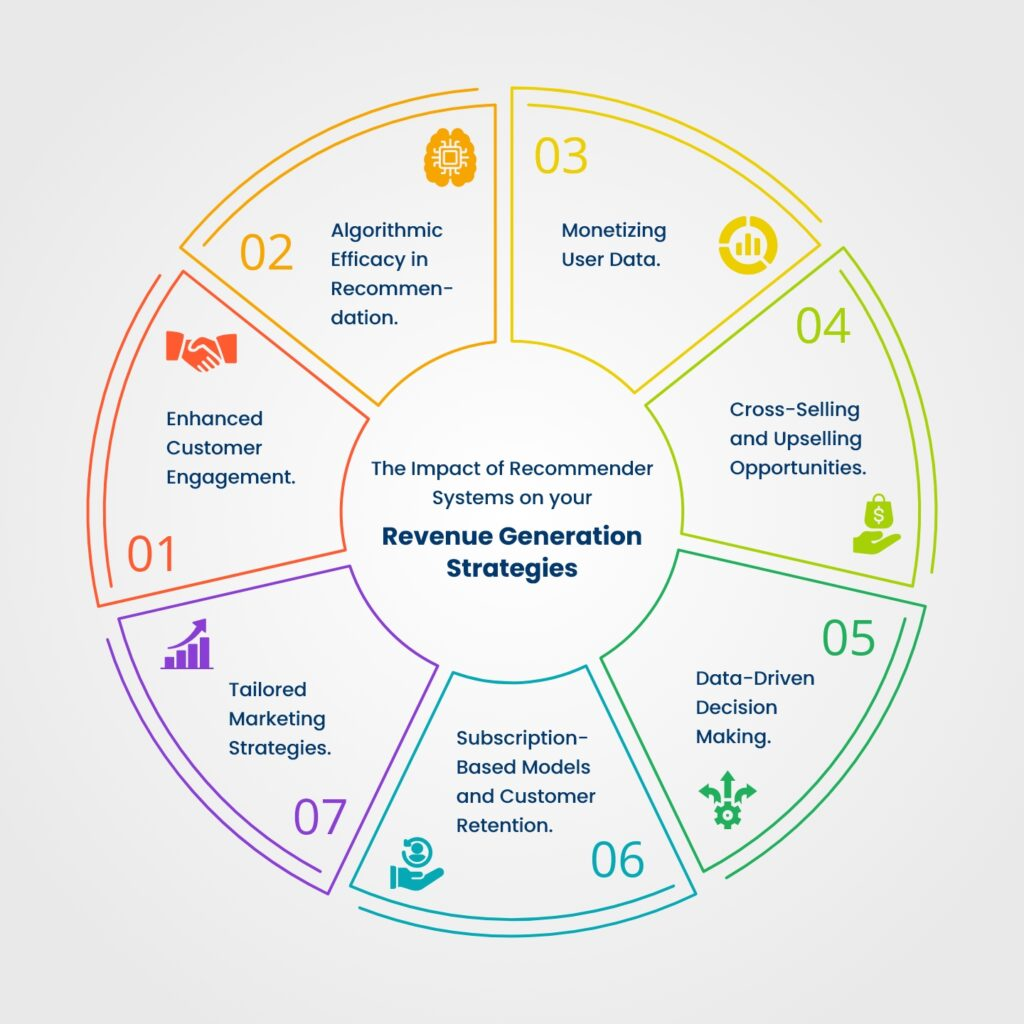 The Impact of Recommender
Systems on your
Revenue Generation
Strategies
01
Enhanced
Customer
Engagement.
02
Algorithmic
Efficacy in
Recommen-
dation.
03
Monetizing
User Data.
04
Cross-Selling
and Upselling
Opportunities.
$
05
Data-Driven
Decision
Making.
06
Subscription-
Based Models
and Customer
Retention.
07
Tailored
Marketing
Strategies.